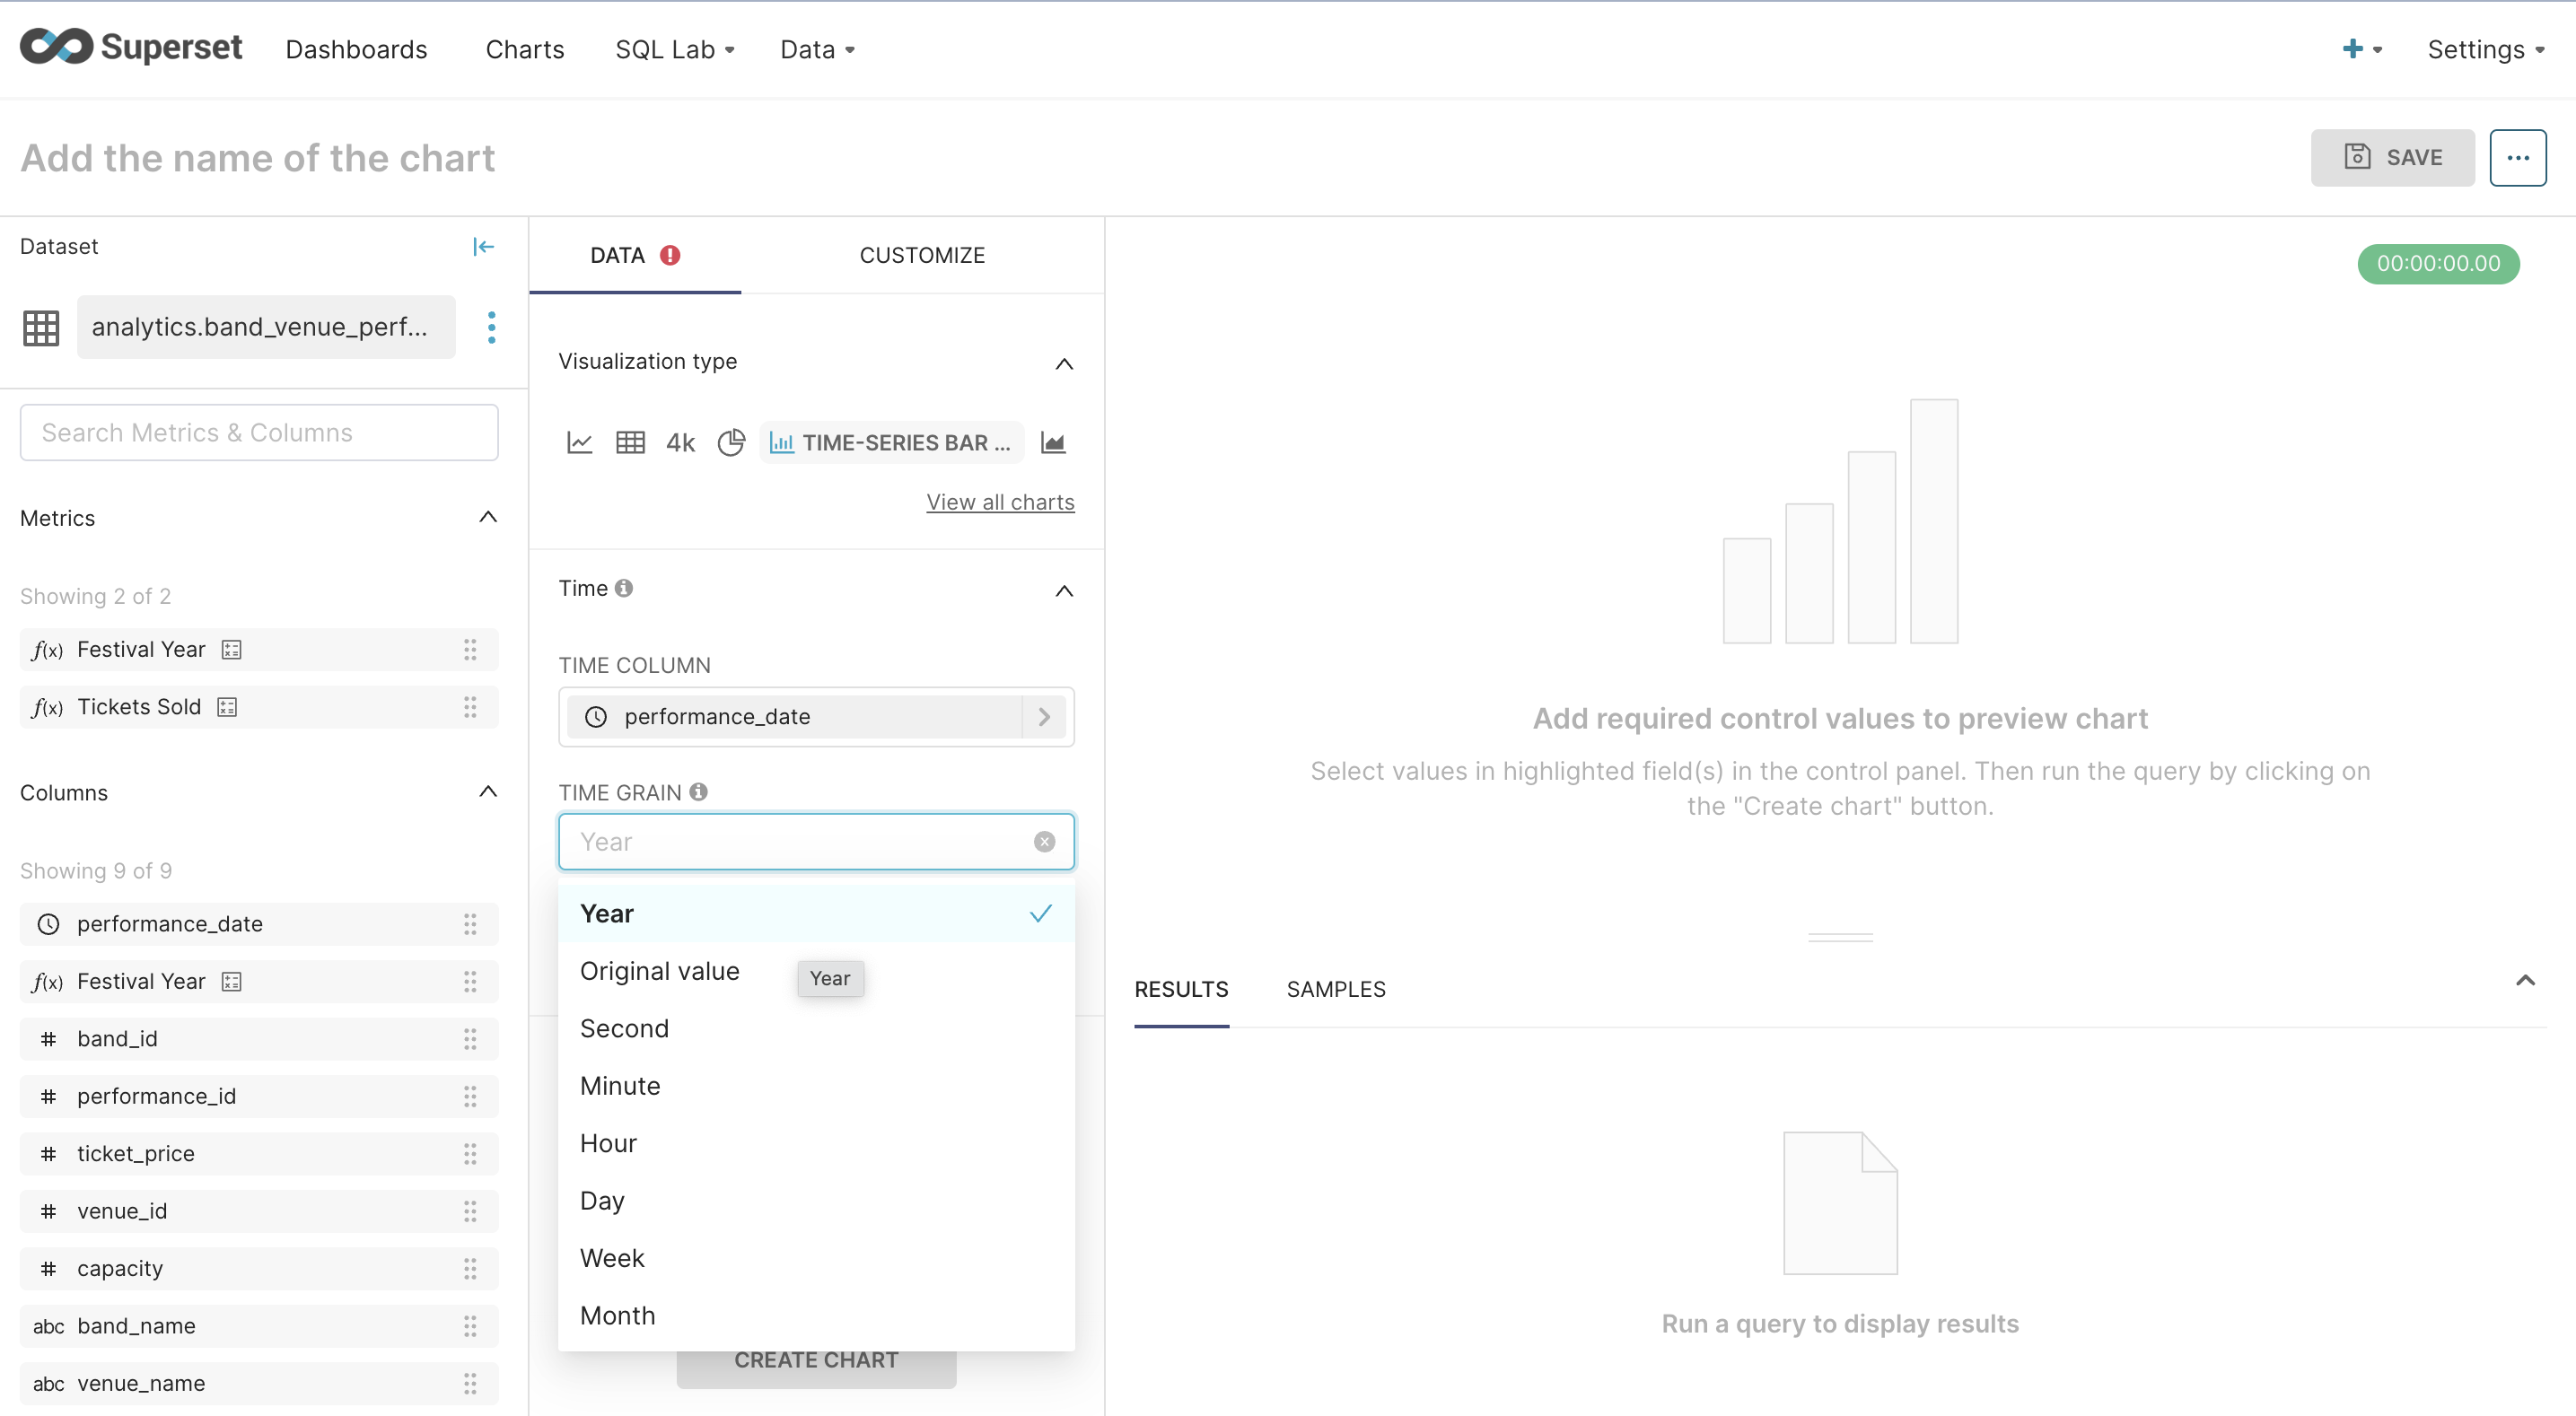 Superset Dashboards Charts SQL Lab Data Settings
Add the name of the chart
SAVE
Dataset
analytics.band_venue_perf...
Search Metrics & Columns
Metrics
Showing 2 of 2
f(x) Festival Year
f(x) Tickets Sold
Columns
Showing 9 of 9
performance_date
f(x) Festival Year
# band_id
# performance_id
# ticket_price
# venue_id
# capacity
abc band_name
abc venue_name
DATA CUSTOMIZE
Visualization type
4k TIME-SERIES BAR ...
View all charts
Time
TIME COLUMN
performance_date
TIME GRAIN
Year
Year
Original value
Year
Second
Minute
Hour
Day
Week
Month
CREATE CHART
00:00:00.00
Add required control values to preview chart
Select values in highlighted field(s) in the control panel. Then run the query by clicking on
the "Create chart" button.
RESULTS SAMPLES
Run a query to display results